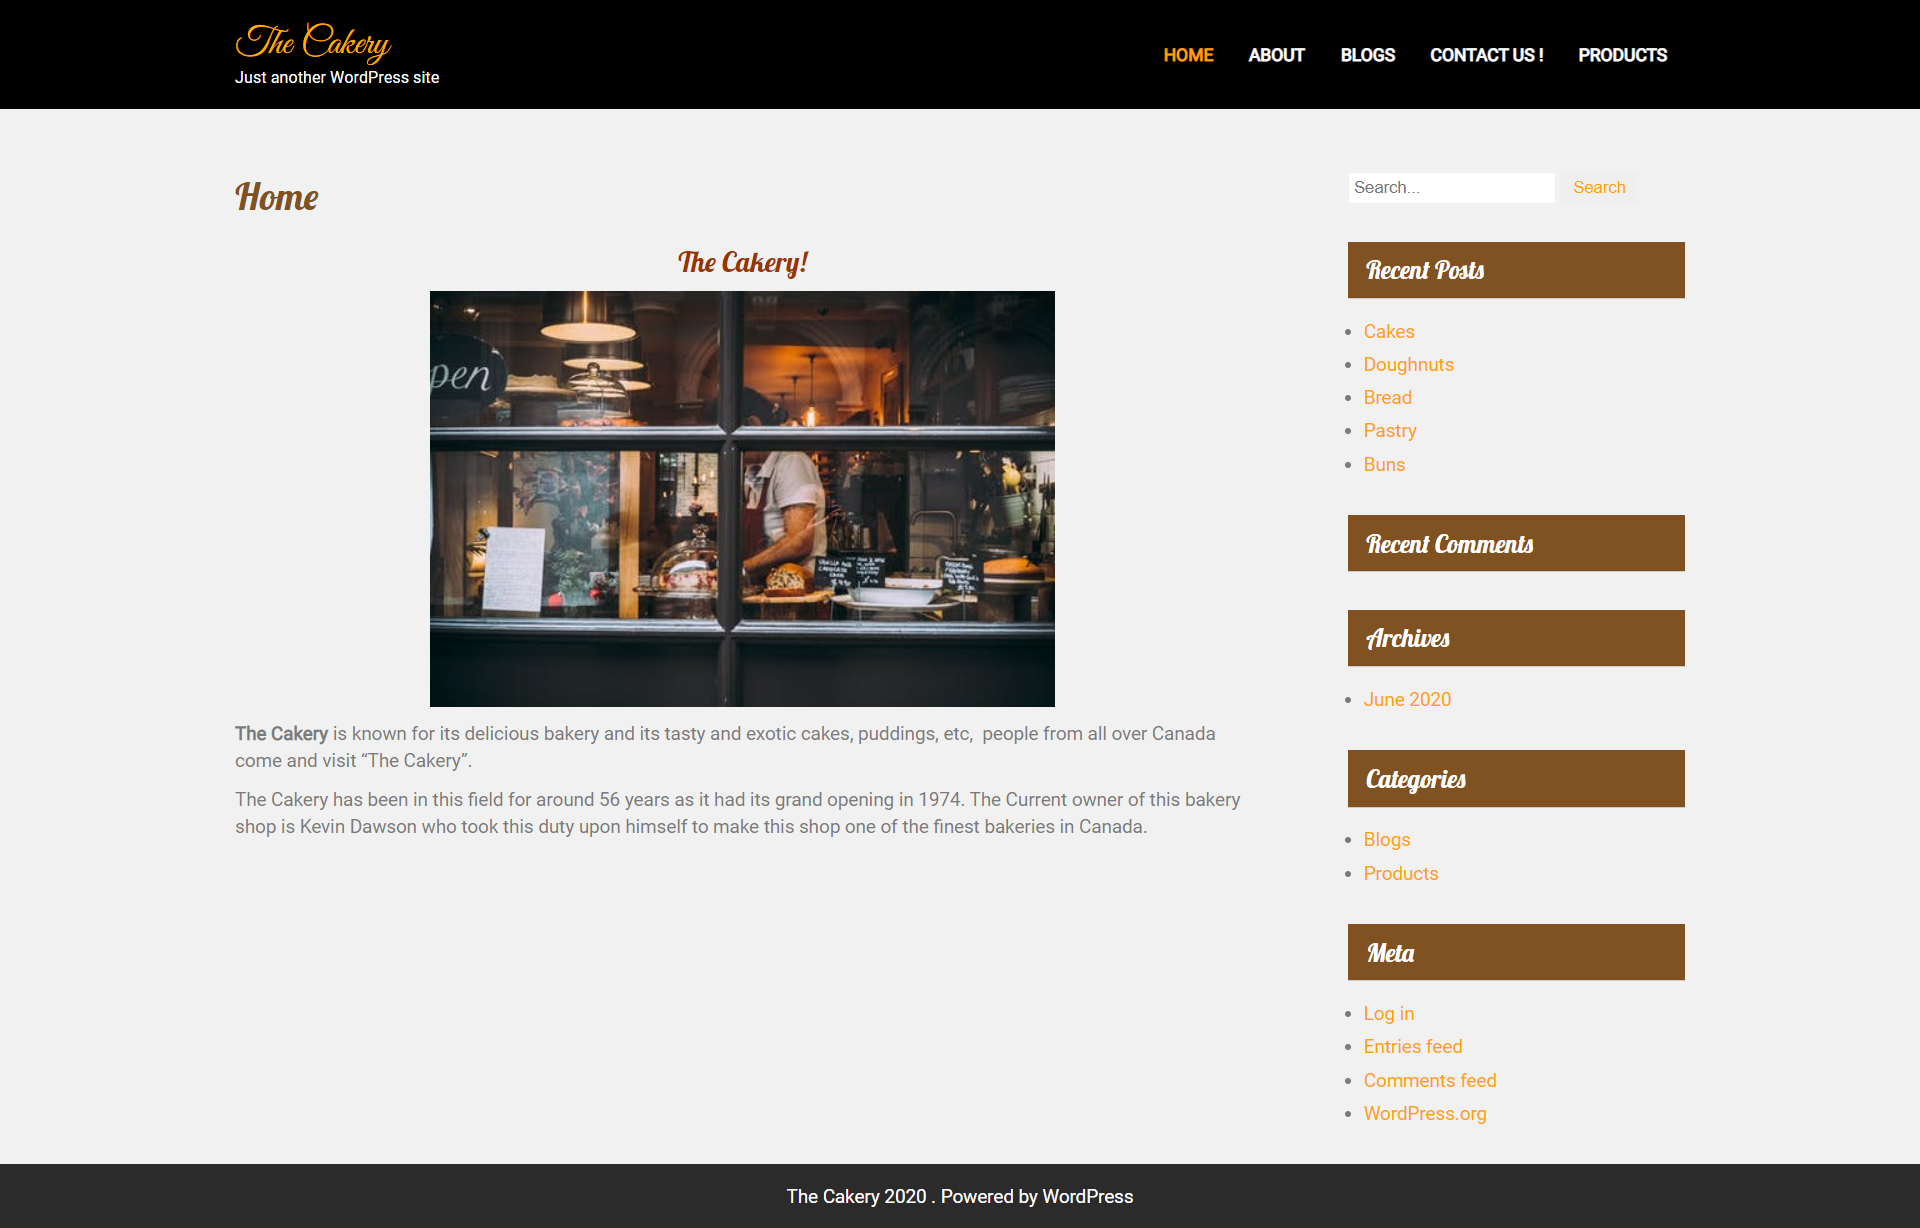 The Cakery
Just another WordPress site
HOME
ABOUT
BLOGS
CONTACT US !
PRODUCTS
Home
The Cakery!
pen
The Cakery is known for its delicious bakery and its tasty and exotic cakes, puddings, etc,  people from all over Canada
come and visit “The Cakery”.
The Cakery has been in this field for around 56 years as it had its grand opening in 1974. The Current owner of this bakery
shop is Kevin Dawson who took this duty upon himself to make this shop one of the finest bakeries in Canada.
Search...
Search
Recent Posts
Cakes
Doughnuts
Bread
Pastry
Buns
Recent Comments
Archives
June 2020
Categories
Blogs
Products
Meta
Log in
Entries feed
Comments feed
WordPress.org
The Cakery 2020 . Powered by WordPress